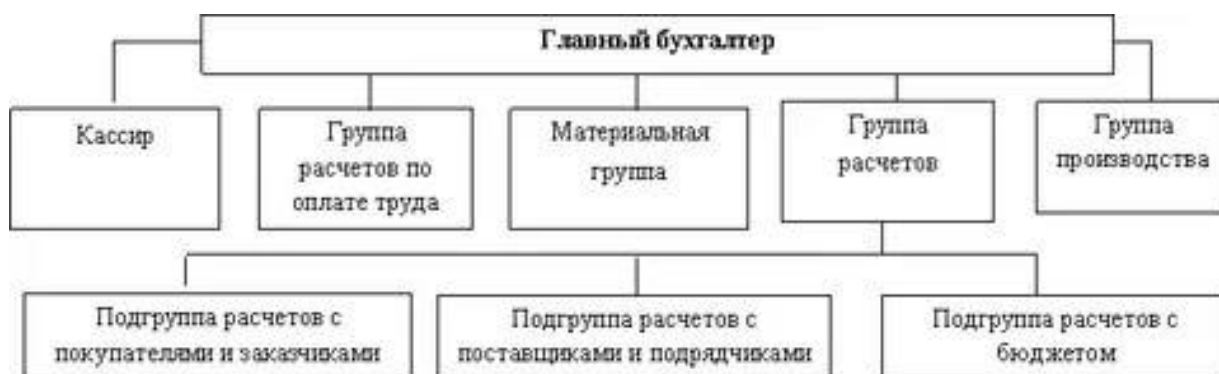 Главный бухгалтер
Кассир
Группа
расчетов по
оплате труда
Материальная
группа
Группа
расчетов
Группа
производства
Подгруппа расчетов с
покупателями и заказчиками
Подгруппа расчетов с
поставщиками и подрядчиками
Подгруппа расчетов с
бюджетом